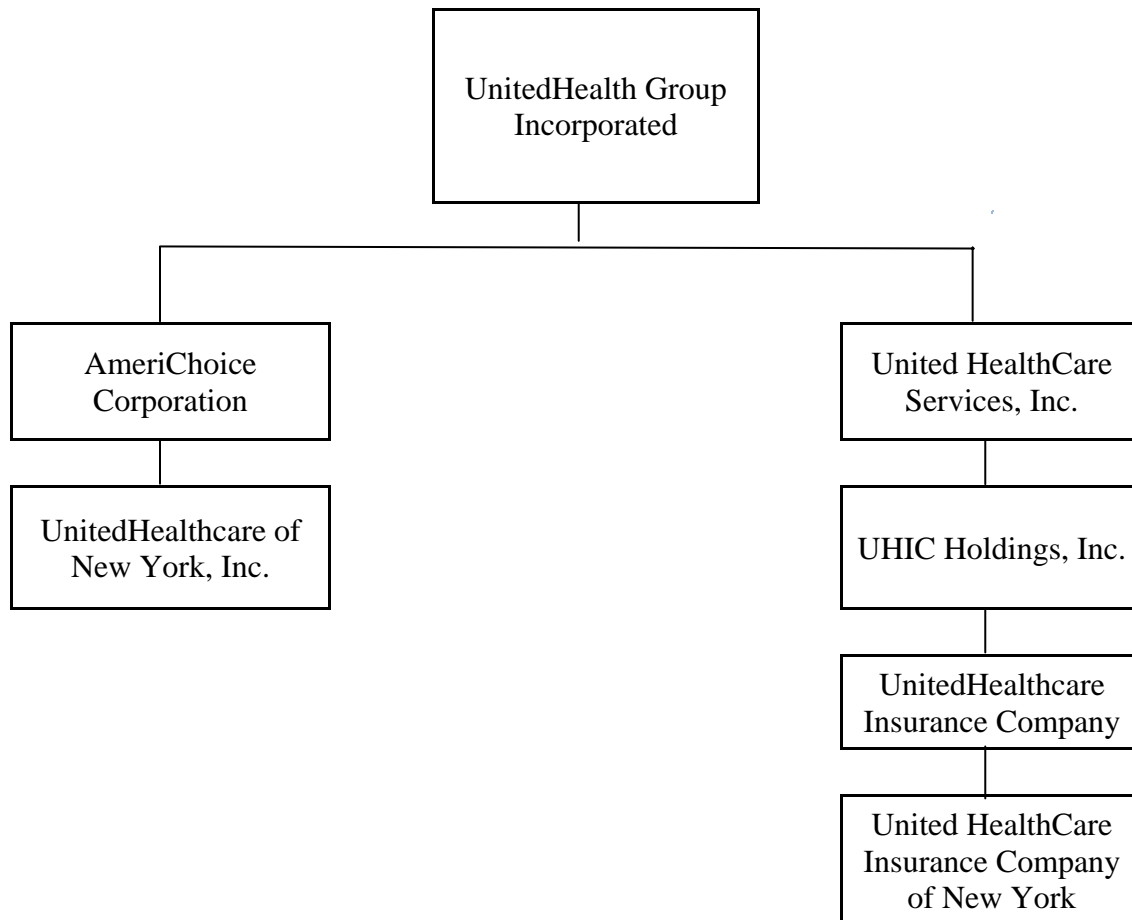 UnitedHealth Group
Incorporated
AmeriChoice
Corporation
United HealthCare
Services, Inc.
UnitedHealthcare of
New York, Inc.
UHIC Holdings, Inc.
UnitedHealthcare
Insurance Company
United HealthCare
Insurance Company
of New York